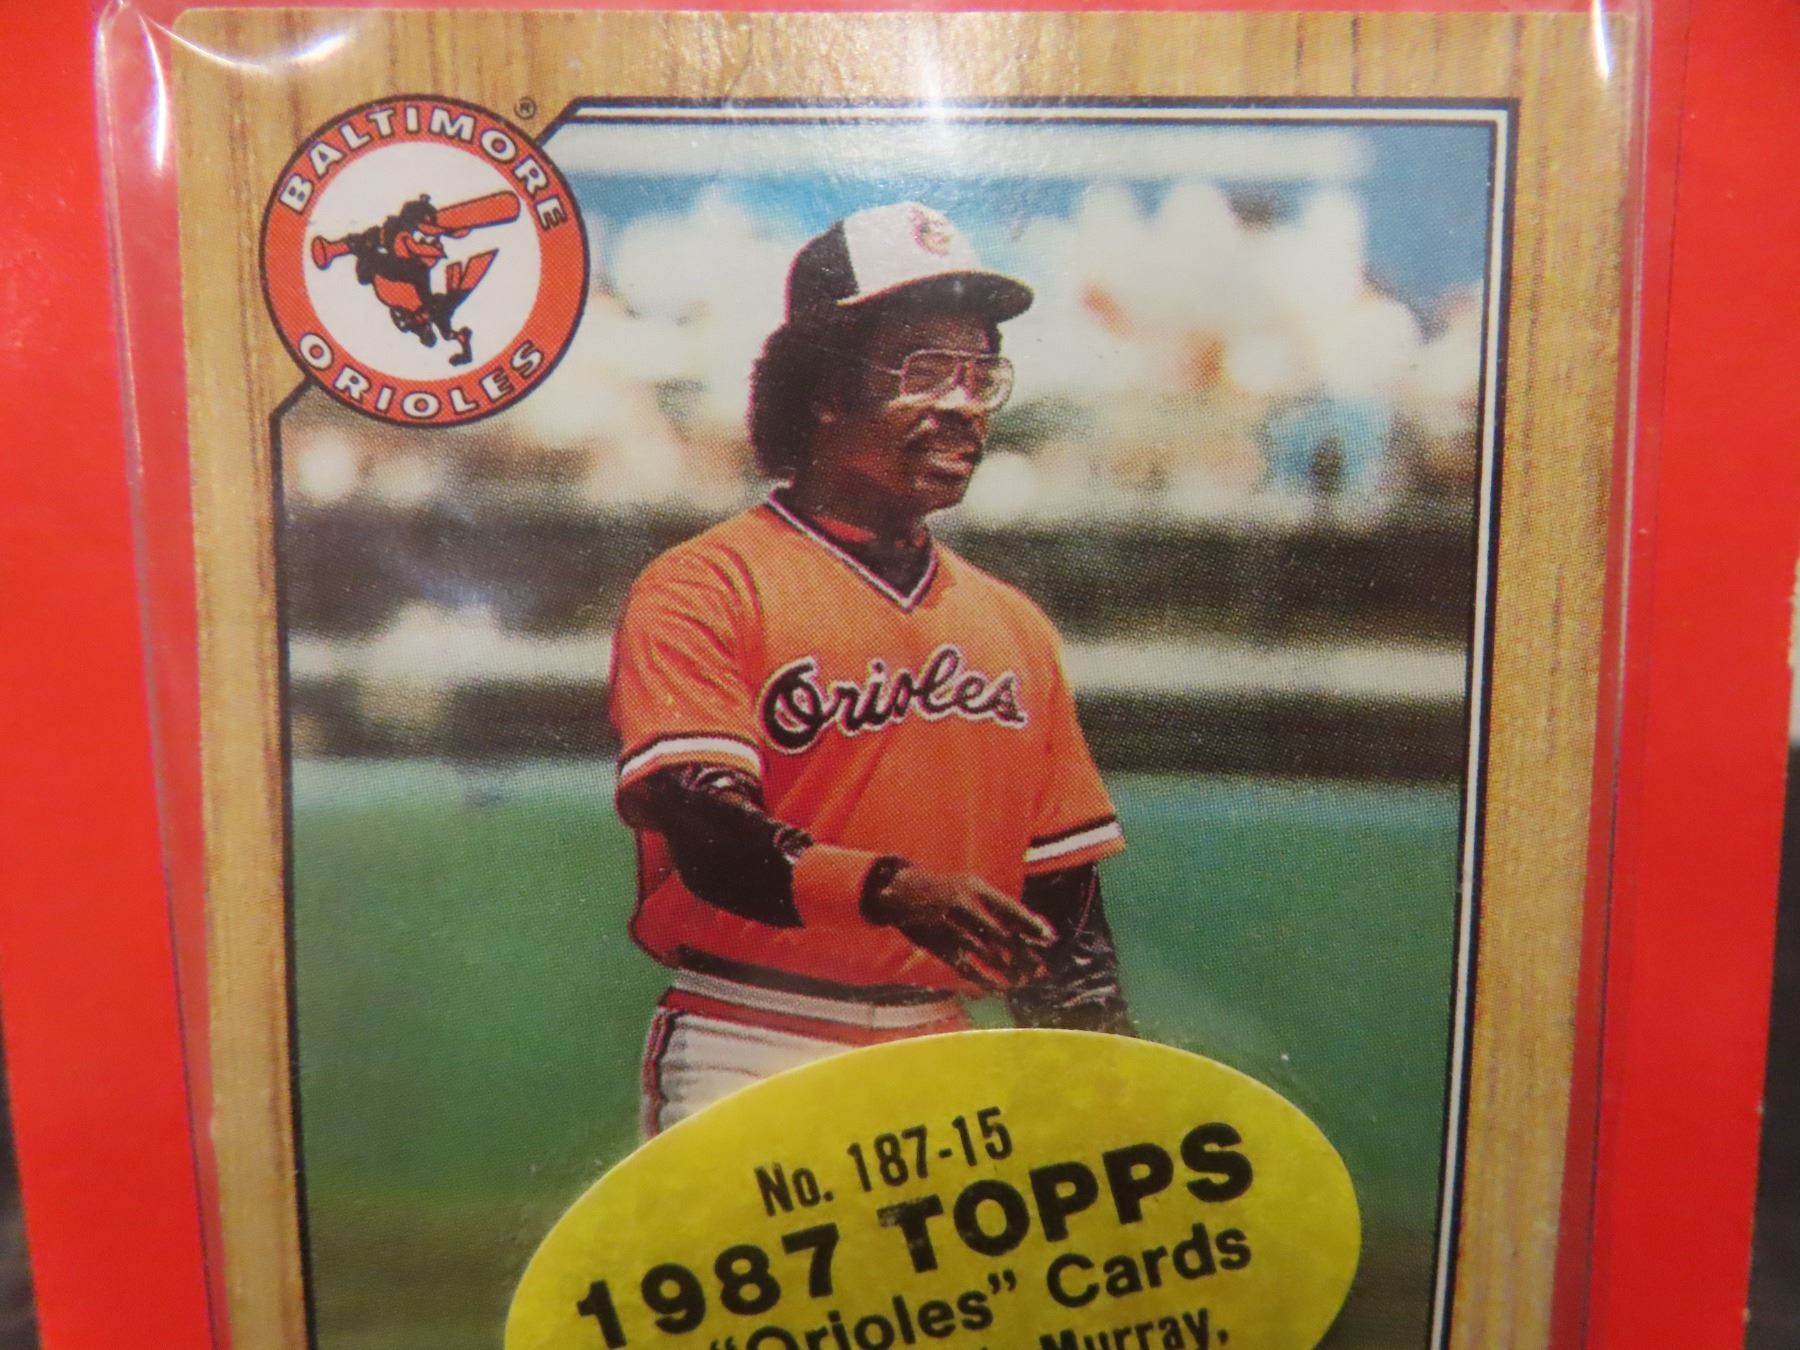 BALTIMORE ®
ORIOLES
Orioles
No. 187-15
1987 TOPPS
"Orioles" Cards
Murray,